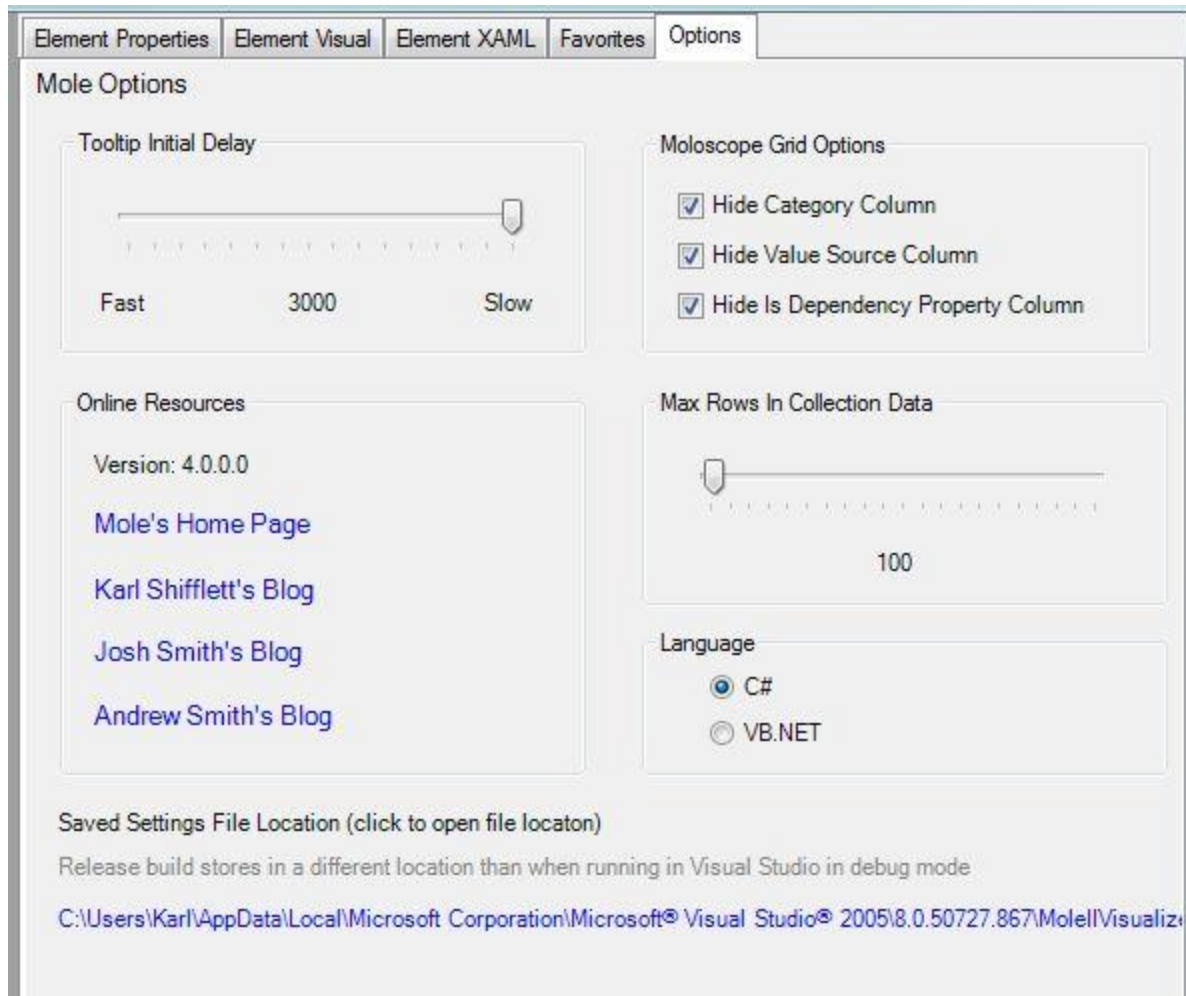 Element Properties Element Visual Element XAML Favorites Options
Mole Options
Tooltip Initial Delay
Fast 3000 Slow
Moloscope Grid Options
Hide Category Column
Hide Value Source Column
Hide Is Dependency Property Column
Online Resources
Version: 4.0.0.0
Mole's Home Page
Karl Shifflett's Blog
Josh Smith's Blog
Andrew Smith's Blog
Max Rows In Collection Data
100
Language
C#
VB.NET
Saved Settings File Location (click to open file locaton)
Release build stores in a different location than when running in Visual Studio in debug mode
C:\Users\Karl\AppData\Local\Microsoft Corporation\Microsoft® Visual Studio® 2005\8.0.50727.867\MoleIIVisualize